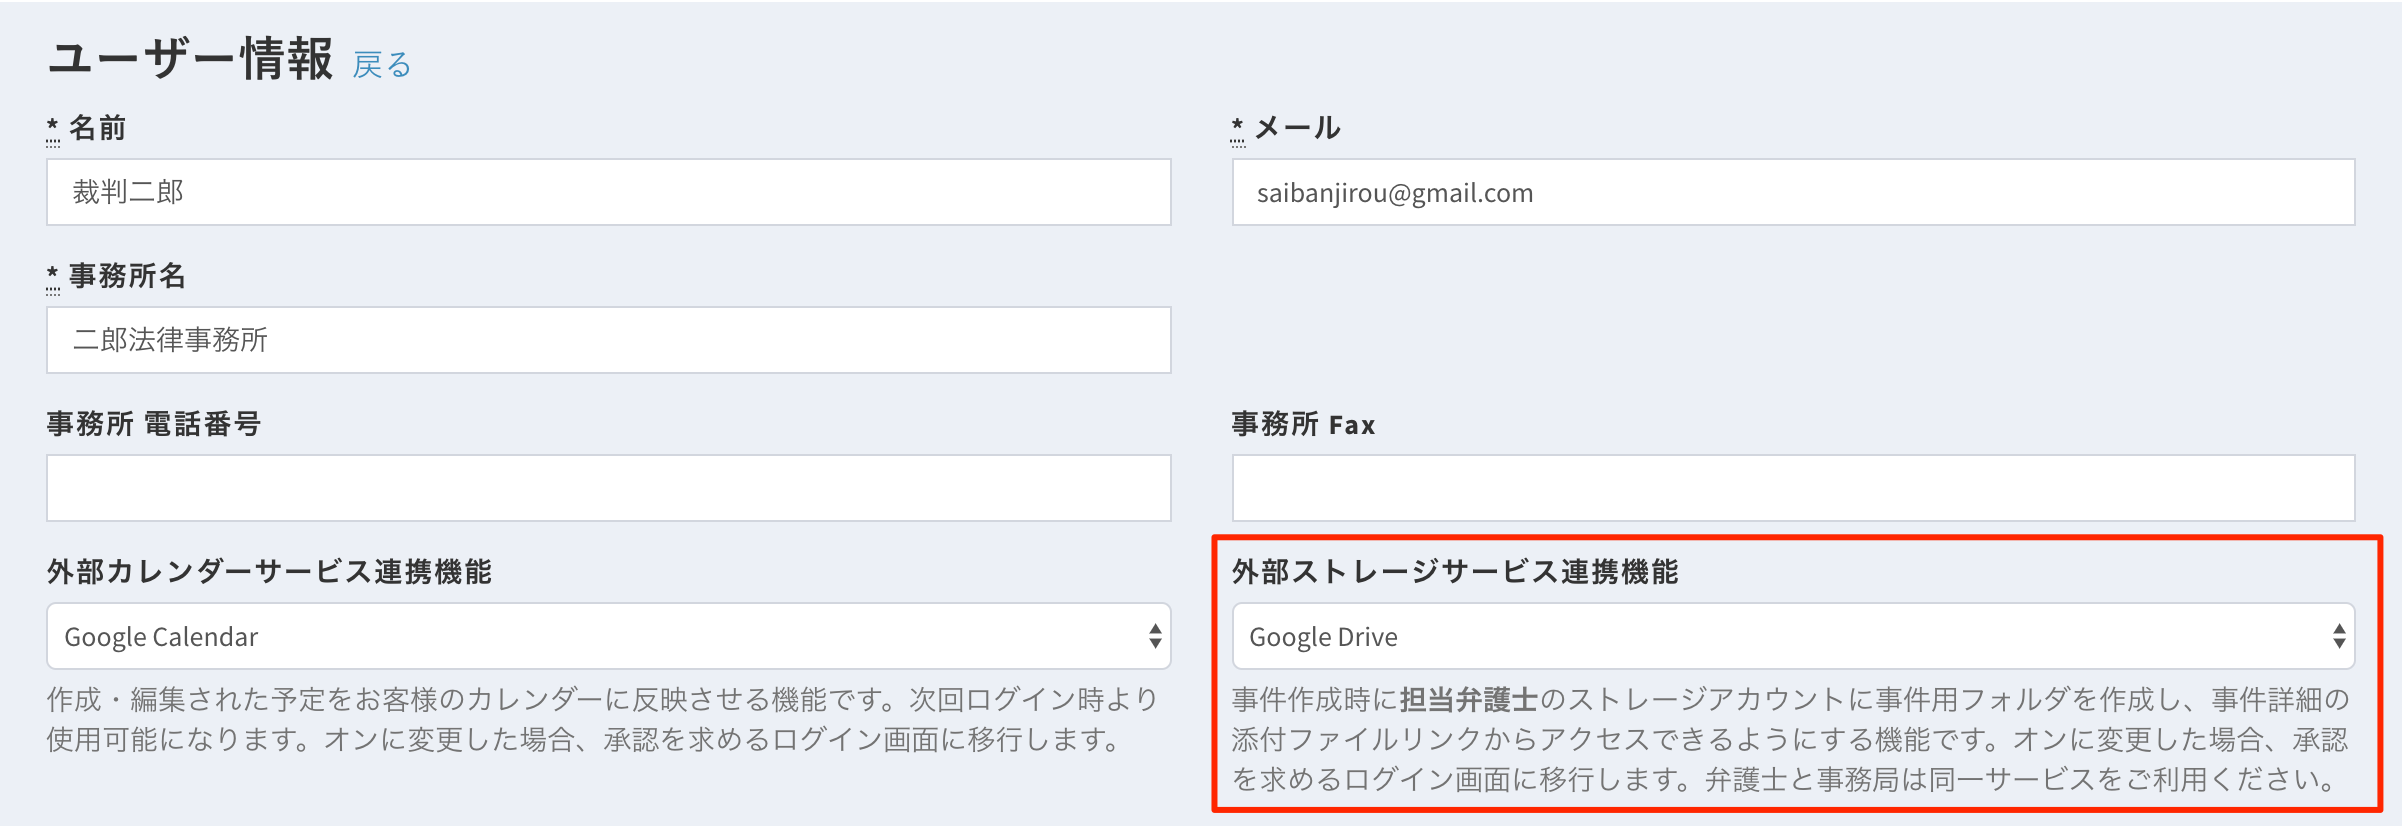 ユーザー情報 戻る
* 名前
裁判二郎
* メール
saibanjirou@gmail.com
* 事務所名
二郎法律事務所
事務所 電話番号
事務所 Fax
外部カレンダーサービス連携機能
Google Calendar
作成・編集された予定をお客様のカレンダーに反映させる機能です。次回ログイン時より
使用可能になります。オンに変更した場合、承認を求めるログイン画面に移行します。
外部ストレージサービス連携機能
Google Drive
事件作成時に担当弁護士のストレージアカウントに事件用フォルダを作成し、事件詳細の
添付ファイルリンクからアクセスできるようにする機能です。オンに変更した場合、承認
を求めるログイン画面に移行します。弁護士と事務局は同一サービスをご利用ください。